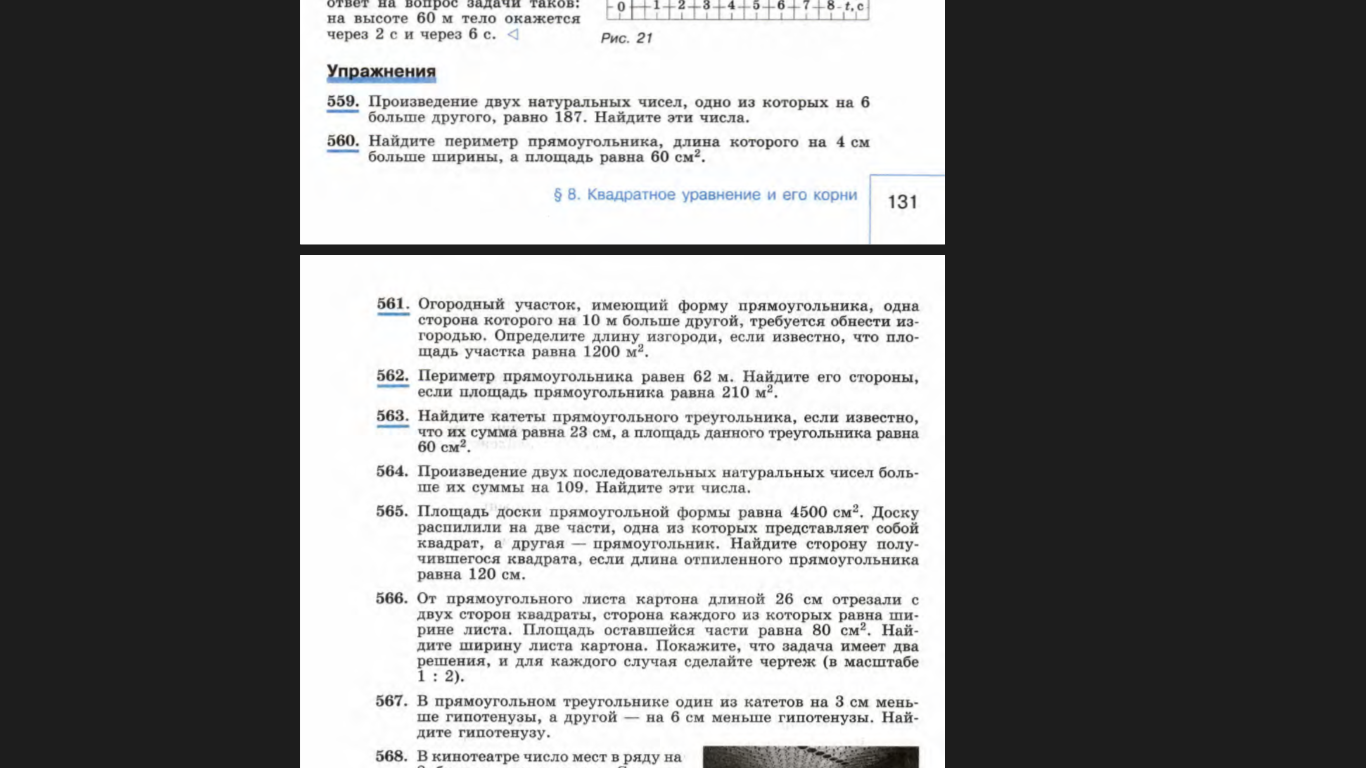 ответ на вопрос задачи таков:
на высоте 60 м тело окажется
через 2 с и через 6 с. ◁
0 1 2 3 4 5 6 7 8 t, с
Рис. 21
Упражнения
559. Произведение двух натуральных чисел, одно из которых на 6
больше другого, равно 187. Найдите эти числа.
560. Найдите периметр прямоугольника, длина которого на 4 см
больше ширины, а площадь равна 60 см².
§ 8. Квадратное уравнение и его корни
131
561. Огородный участок, имеющий форму прямоугольника, одна
сторона которого на 10 м больше другой, требуется обнести из-
городью. Определите длину изгороди, если известно, что пло-
щадь участка равна 1200 м².
562. Периметр прямоугольника равен 62 м. Найдите его стороны,
если площадь прямоугольника равна 210 м².
563. Найдите катеты прямоугольного треугольника, если известно,
что их сумма равна 23 см, а площадь данного треугольника равна
60 см².
564. Произведение двух последовательных натуральных чисел боль-
ше их суммы на 109. Найдите эти числа.
565. Площадь доски прямоугольной формы равна 4500 см². Доску
распилили на две части, одна из которых представляет собой
квадрат, а другая — прямоугольник. Найдите сторону полу-
чившегося квадрата, если длина отпиленного прямоугольника
равна 120 см.
566. От прямоугольного листа картона длиной 26 см отрезали с
двух сторон квадраты, сторона каждого из которых равна ши-
рине листа. Площадь оставшейся части равна 80 см². Най-
дите ширину листа картона. Покажите, что задача имеет два
решения, и для каждого случая сделайте чертеж (в масштабе
1 : 2).
567. В прямоугольном треугольнике один из катетов на 3 см мень-
ше гипотенузы, а другой — на 6 см меньше гипотенузы. Най-
дите гипотенузу.
568. В кинотеатре число мест в ряду на